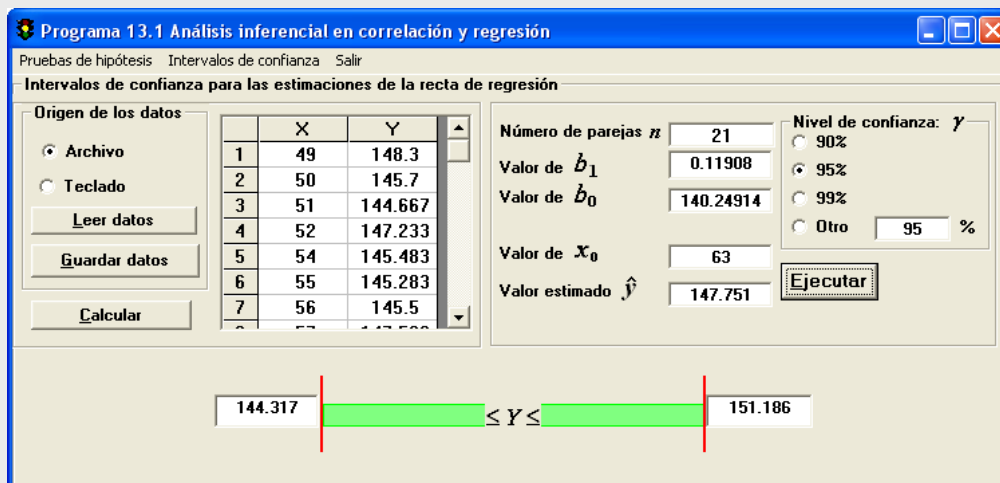 Programa 13.1 Análisis inferencial en correlación y regresión
Pruebas de hipótesis Intervalos de confianza Salir
Intervalos de confianza para las estimaciones de la recta de regresión
Origen de los datos
Archivo
Teclado
Leer datos
Guardar datos
Calcular
X Y
1 49 148.3
2 50 145.7
3 51 144.667
4 52 147.233
5 54 145.483
6 55 145.283
7 56 145.5
Número de parejas n 21
Valor de b1 0.11908
Valor de b0 140.24914
Valor de x0 63
Valor estimado ŷ 147.751
Nivel de confianza: γ
90%
95%
99%
Otro 95 %
Ejecutar
144.317 ≤ Y ≤ 151.186